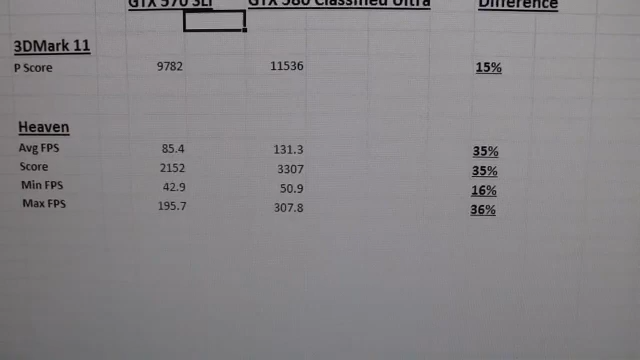 GTX 570 SLI GTX 580 Classified Ultra Difference
3DMark 11
P Score 9782 11536 15%
Heaven
Avg FPS 85.4 131.3 35%
Score 2152 3307 35%
Min FPS 42.9 50.9 16%
Max FPS 195.7 307.8 36%